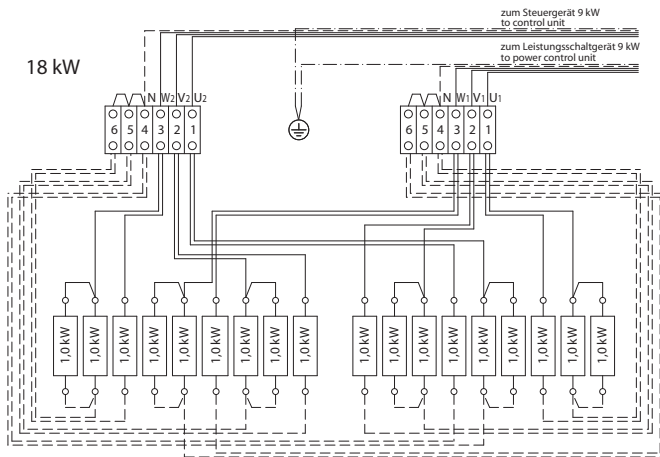 zum Steuergerät 9 kW
to control unit
zum Leistungsschaltgerät 9 kW
to power control unit
18 kW
N W2 V2 U2
6 5 4 3 2 1
N W1 V1 U1
6 5 4 3 2 1
1,0 kW 1,0 kW 1,0 kW 1,0 kW 1,0 kW 1,0 kW 1,0 kW 1,0 kW 1,0 kW 1,0 kW 1,0 kW 1,0 kW 1,0 kW 1,0 kW 1,0 kW 1,0 kW 1,0 kW 1,0 kW